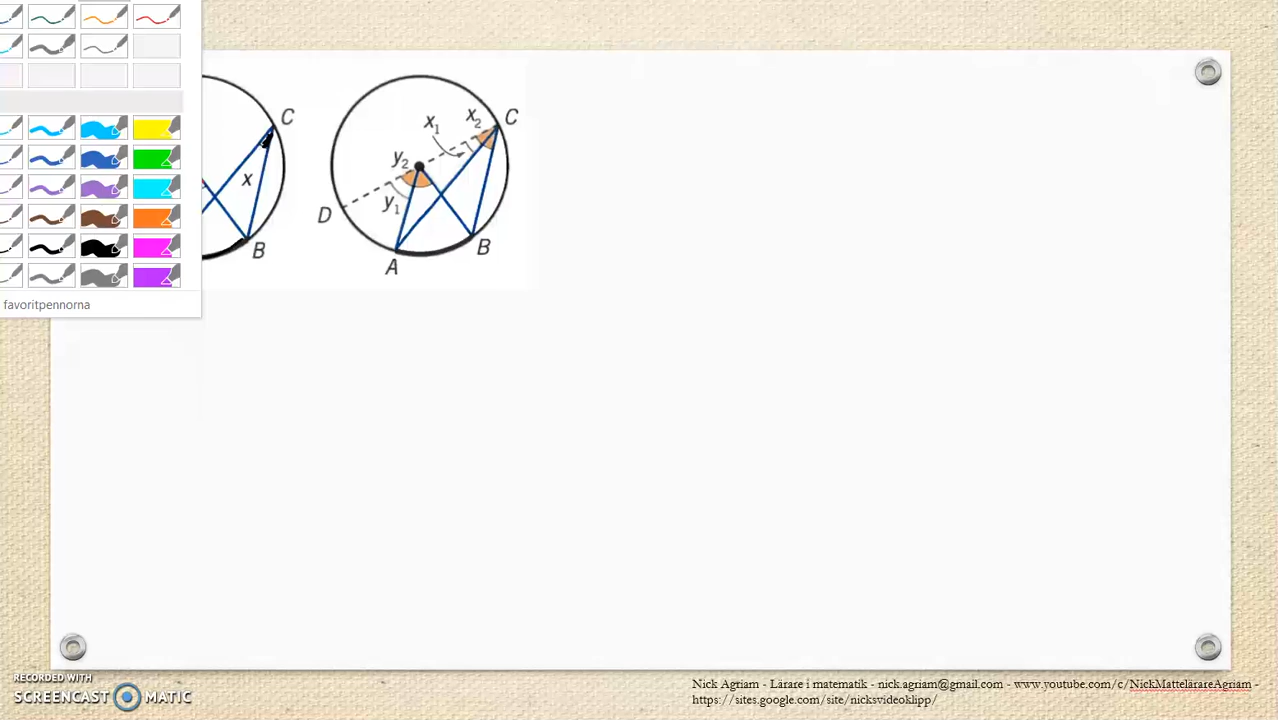 C
x
B
x1
x2
C
y2
y1
D
A
B
favoritpennorna
RECORDED WITH
SCREENCAST MATIC
Nick Agriam - Lärare i matematik - nick.agriam@gmail.com - www.youtube.com/c/NickMattelärareAgriam -
https://sites.google.com/site/nicksvideoklipp/